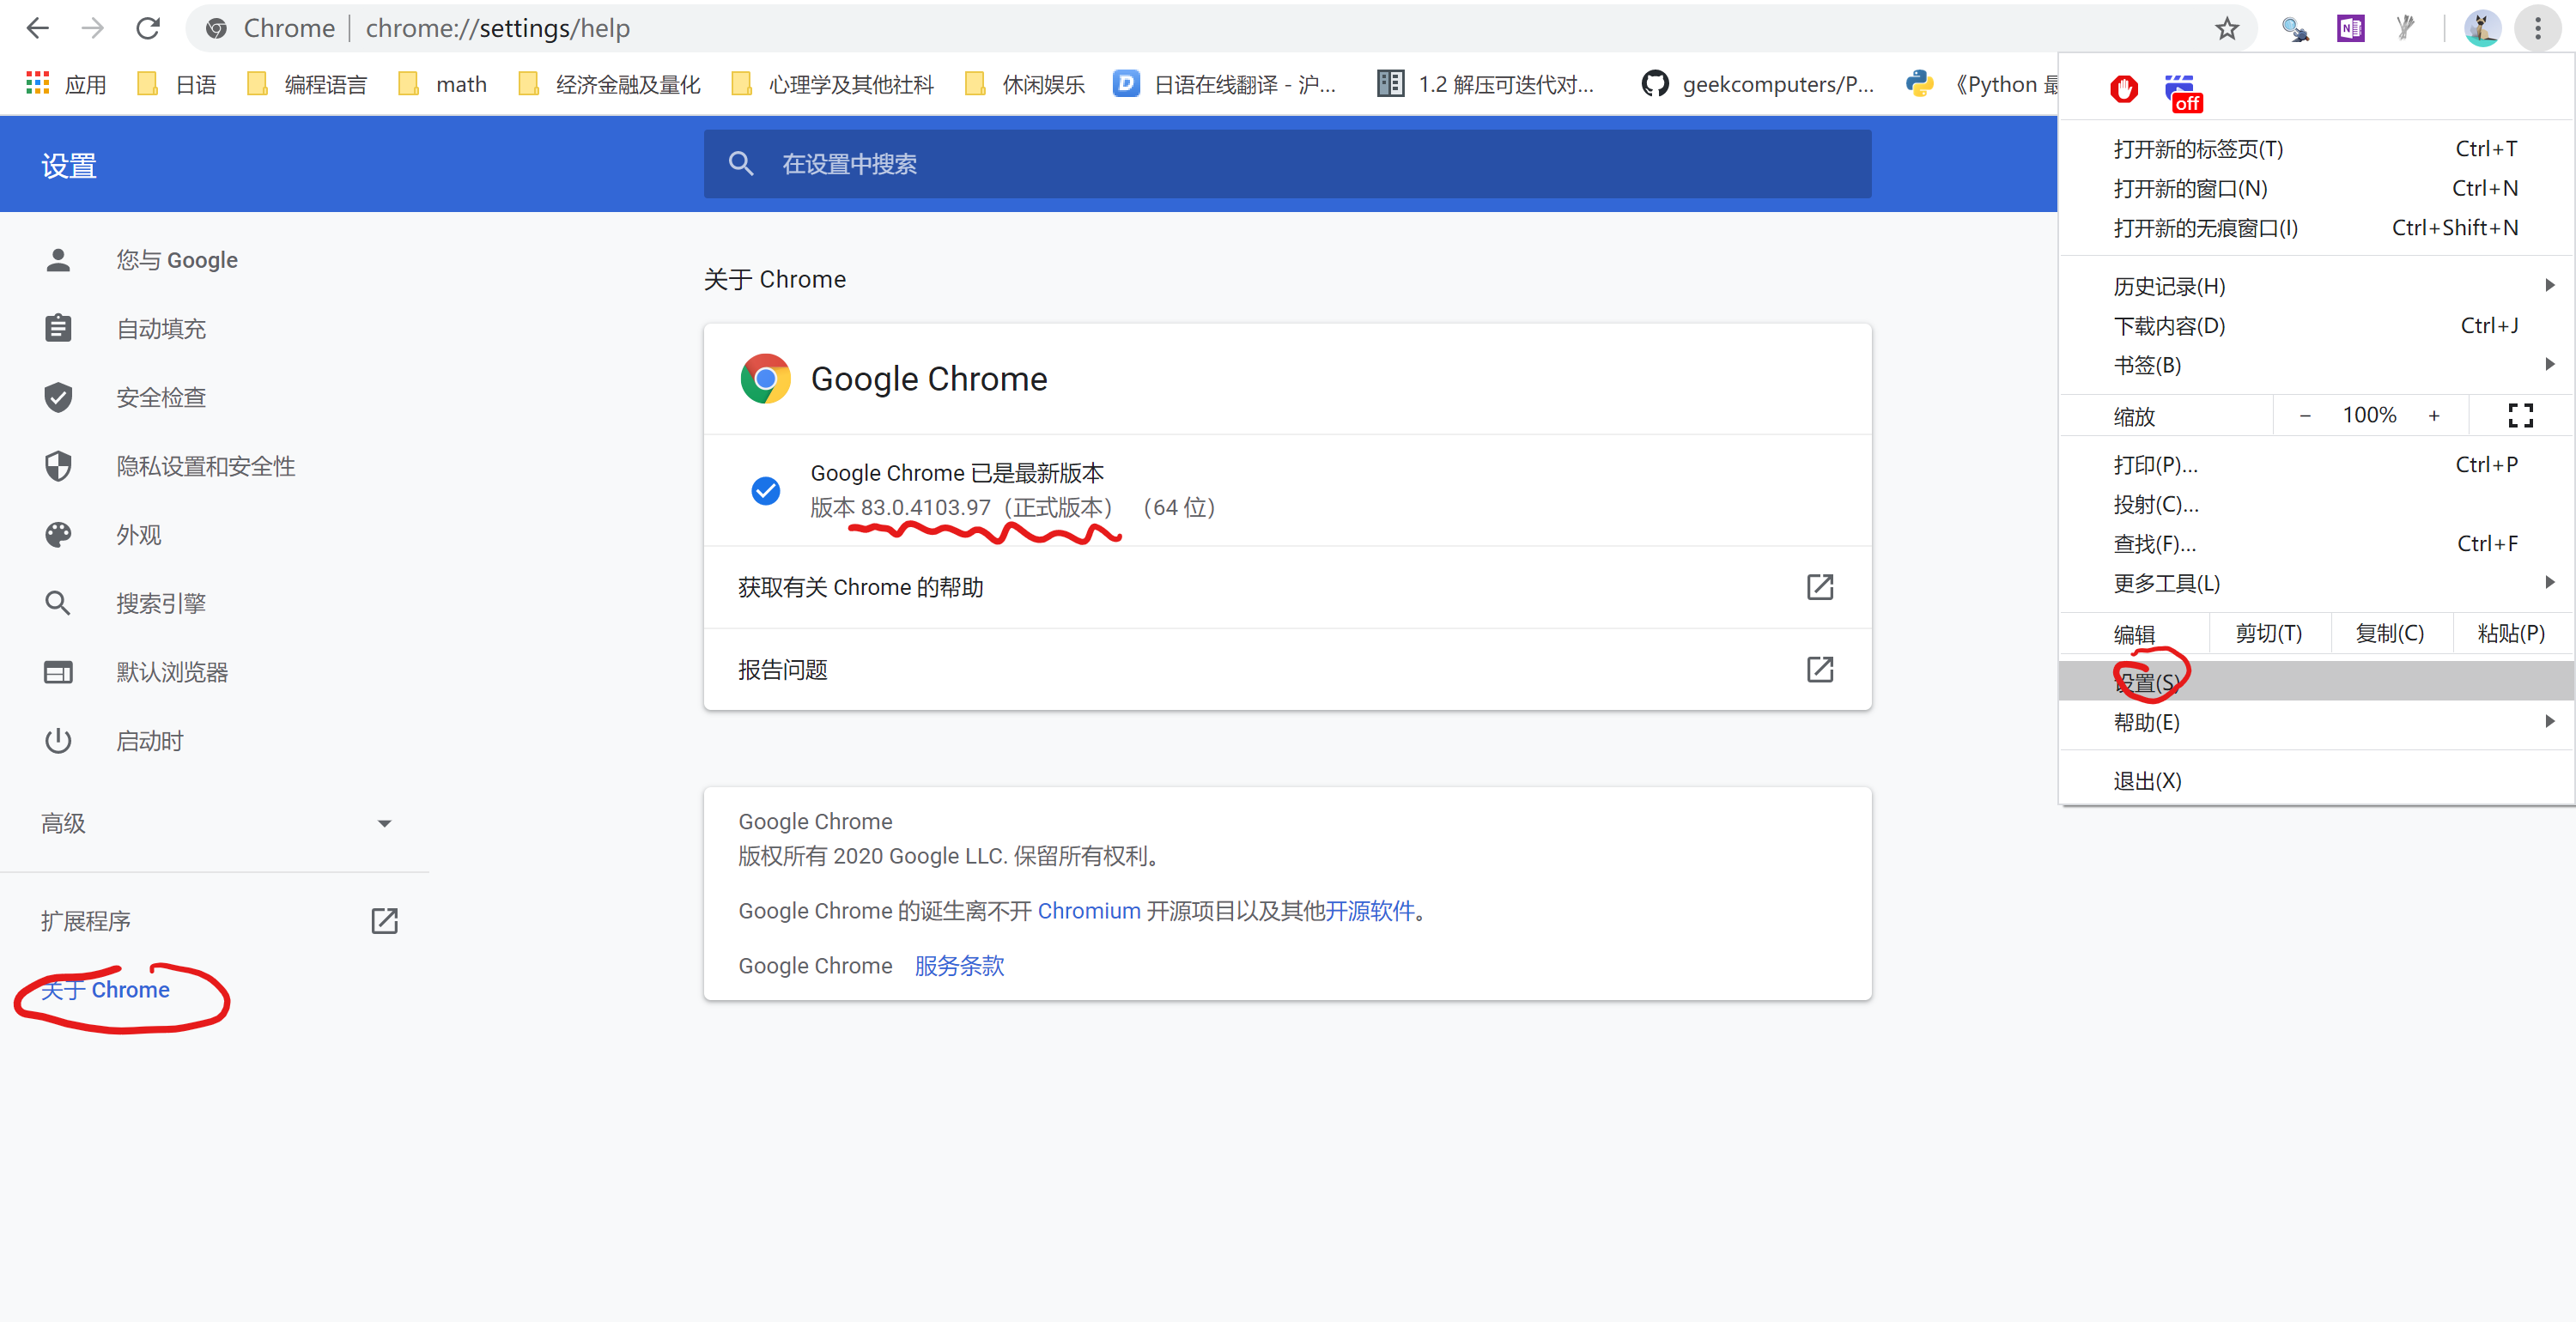 Chrome | chrome://settings/help
应用 日语 编程语言 math 经济金融及量化 心理学及其他社科 休闲娱乐 日语在线翻译 - 沪... 1.2 解压可迭代对... geekcomputers/P... 《Python 最
off
设置
在设置中搜索
您与 Google
自动填充
安全检查
隐私设置和安全性
外观
搜索引擎
默认浏览器
启动时
高级
扩展程序
关于 Chrome
关于 Chrome
Google Chrome
Google Chrome 已是最新版本
版本 83.0.4103.97（正式版本） （64 位）
获取有关 Chrome 的帮助
报告问题
Google Chrome
版权所有 2020 Google LLC. 保留所有权利。
Google Chrome 的诞生离不开 Chromium 开源项目以及其他开源软件。
Google Chrome 服务条款
打开新的标签页(T) Ctrl+T
打开新的窗口(N) Ctrl+N
打开新的无痕窗口(I) Ctrl+Shift+N
历史记录(H)
下载内容(D) Ctrl+J
书签(B)
缩放 − 100% +
打印(P)... Ctrl+P
投射(C)...
查找(F)... Ctrl+F
更多工具(L)
编辑 剪切(T) 复制(C) 粘贴(P)
设置(S)
帮助(E)
退出(X)